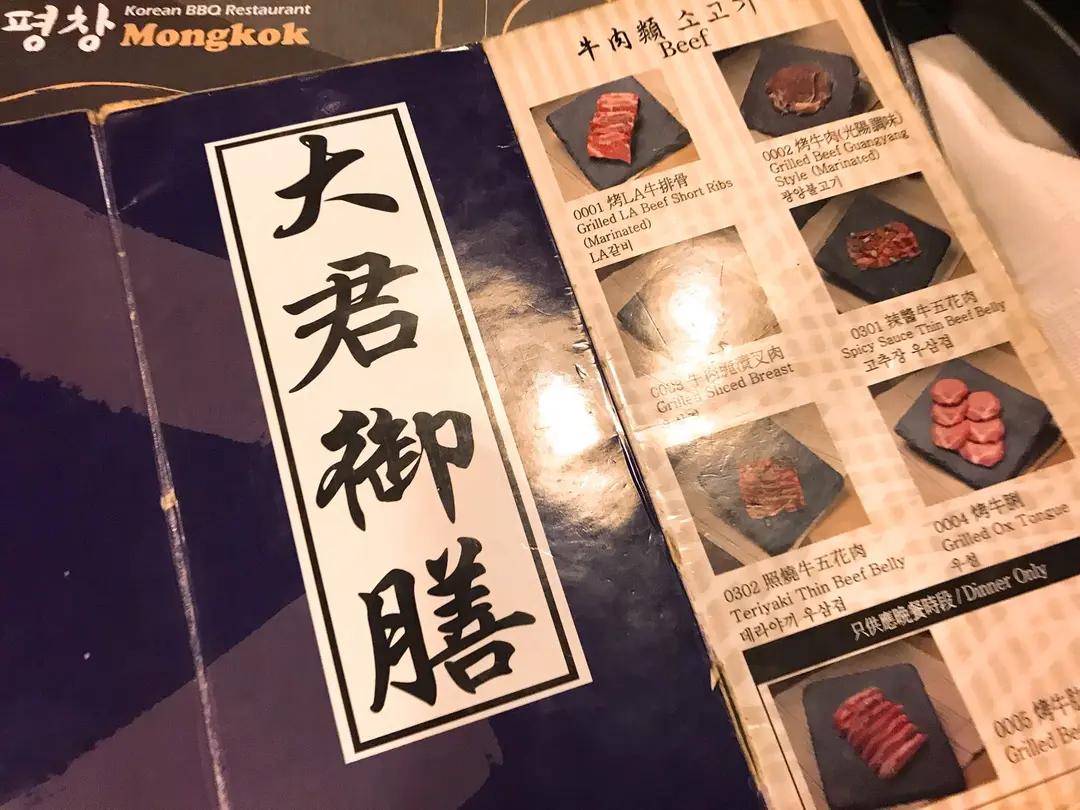 평창 Korean BBQ Restaurant
Mongkok
大君御膳
牛肉類 소고기
Beef
0001 烤LA牛排骨
Grilled LA Beef Short Ribs
(Marinated)
LA갈비
0002 烤牛肉(光陽調味)
Grilled Beef Guangyang
Style (Marinated)
광양불고기
Grilled Sliced Breast
0301 辣醬牛五花肉
Spicy Sauce Thin Beef Belly
고추장 우삼겹
0302 照燒牛五花肉
Teriyaki Thin Beef Belly
테리야끼 우삼겹
0004 烤牛脷
Grilled Ox Tongue
우설
只供應晚餐時段 / Dinner Only
0005 烤牛
Grilled